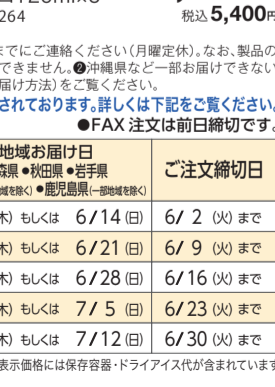 264
税込 5,400円
までにご連絡ください（月曜定休）。なお、製品の
できません。❷沖縄県など一部お届けできない
届け方法）をご覧ください。
されております。詳しくは下記をご覧ください。
●FAX 注文は前日締切です。
地域お届け日
森県 ●秋田県 ●岩手県
地域を除く） ●鹿児島県（一部地域を除く）
ご注文締切日
木） もしくは 6/14（日） 6/ 2（火）まで
木） もしくは 6/21（日） 6/ 9（火）まで
木） もしくは 6/28（日） 6/16（火）まで
木） もしくは 7/ 5（日） 6/23（火）まで
木） もしくは 7/12（日） 6/30（火）まで
表示価格には保存容器・ドライアイス代が含まれています